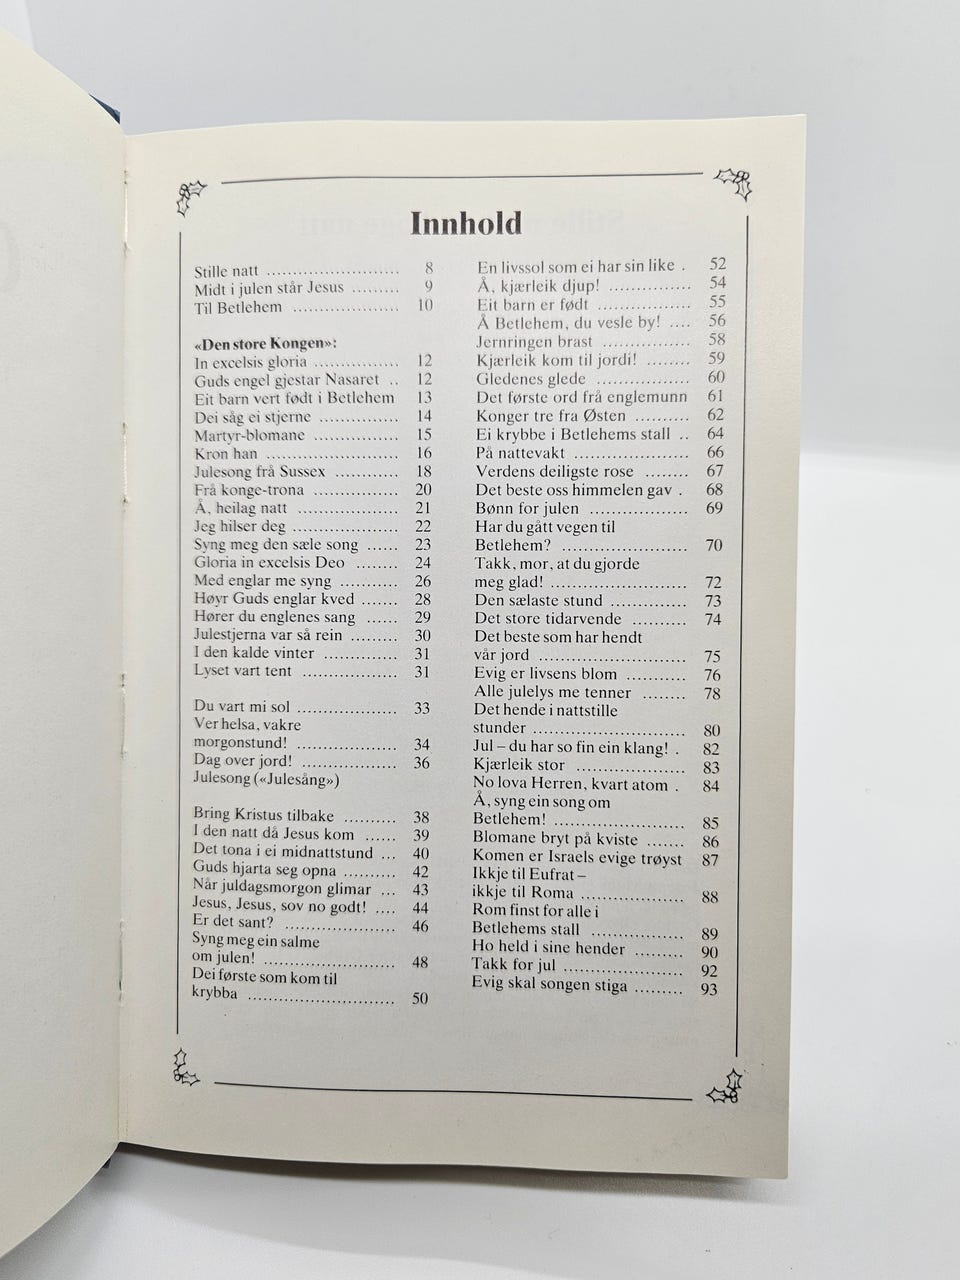 Innhold
Stille natt ......................... 8
Midt i julen står Jesus ......... 9
Til Betlehem .................... 10
«Den store Kongen»:
In excelsis gloria ................ 12
Guds engel gjestar Nasaret .. 12
Eit barn vert født i Betlehem 13
Dei såg ei stjerne ............... 14
Martyr-blomane ................ 15
Kron han .......................... 16
Julesong frå Sussex ............ 18
Frå konge-trona ................ 20
Å, heilag natt ................... 21
Jeg hilser deg .................... 22
Syng meg den sæle song ...... 23
Gloria in excelsis Deo ........ 24
Med englar me syng ........... 26
Høyr Guds englar kved ....... 28
Hører du englenes sang ...... 29
Julestjerna var så rein ......... 30
I den kalde vinter .............. 31
Lyset vart tent .................. 31
Du vart mi sol ................... 33
Ver helsa, vakre
morgonstund! ................... 34
Dag over jord! .................. 36
Julesong («Julesång»)
Bring Kristus tilbake .......... 38
I den natt då Jesus kom ...... 39
Det tona i ei midnattstund ... 40
Guds hjarta seg opna .......... 42
Når juldagsmorgon glimar ... 43
Jesus, Jesus, sov no godt! .... 44
Er det sant? ..................... 46
Syng meg ein salme
om julen! ......................... 48
Dei første som kom til
krybba ............................ 50
En livssol som ei har sin like . 52
Å, kjærleik djup! ............... 54
Eit barn er født ................. 55
Å Betlehem, du vesle by! .... 56
Jernringen brast ................ 58
Kjærleik kom til jordi! ........ 59
Gledenes glede ................. 60
Det første ord frå englemunn 61
Konger tre fra Østen .......... 62
Ei krybbe i Betlehems stall .. 64
På nattevakt ..................... 66
Verdens deiligste rose ........ 67
Det beste oss himmelen gav . 68
Bønn for julen .................. 69
Har du gått vegen til
Betlehem? ....................... 70
Takk, mor, at du gjorde
meg glad! ......................... 72
Den sælaste stund .............. 73
Det store tidarvende .......... 74
Det beste som har hendt
vår jord ........................... 75
Evig er livsens blom ........... 76
Alle julelys me tenner ........ 78
Det hende i nattstille
stunder ............................ 80
Jul – du har so fin ein klang! . 82
Kjærleik stor .................... 83
No lova Herren, kvart atom . 84
Å, syng ein song om
Betlehem! ........................ 85
Blomane bryt på kviste ....... 86
Komen er Israels evige trøyst 87
Ikkje til Eufrat –
ikkje til Roma ................... 88
Rom finst for alle i
Betlehems stall ................. 89
Ho held i sine hender ......... 90
Takk for jul ...................... 92
Evig skal songen stiga ......... 93